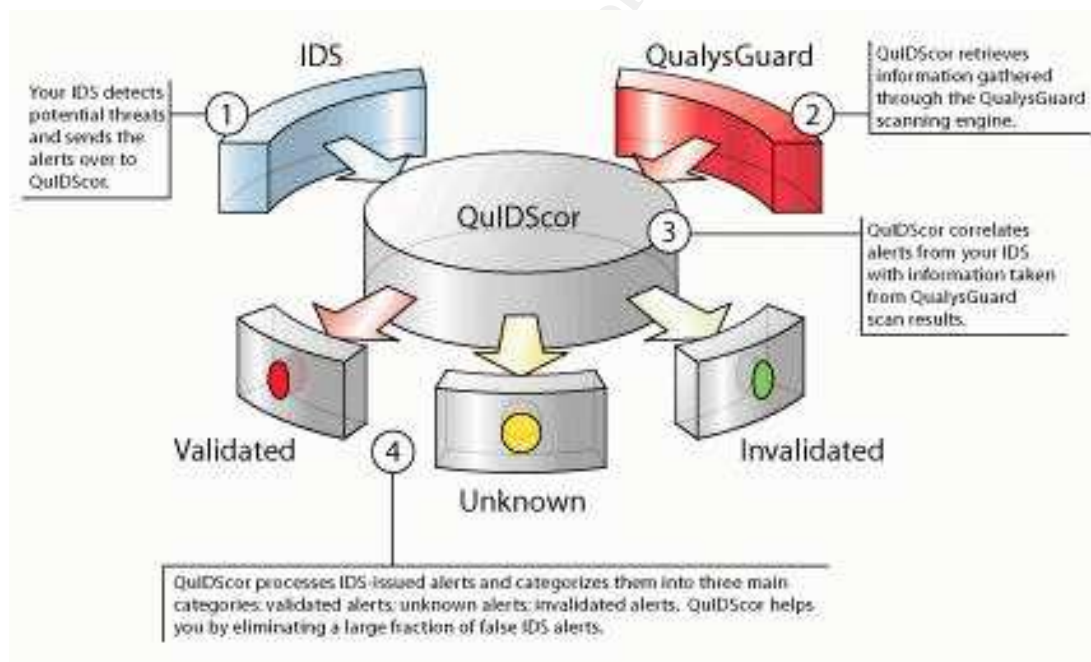 IDS
QualysGuard
Your IDS detects
potential threats
and sends the
alerts over to
QuIDScor.
1
2
QuIDScor retrieves
information gathered
through the QualysGuard
scanning engine.
QuIDScor
3
QuIDScor correlates
alerts from your IDS
with information taken
from QualysGuard
scan results.
Validated
4
Unknown
Invalidated
QuIDScor processes IDS-issued alerts and categorizes them into three main
categories: validated alerts; unknown alerts; invalidated alerts. QuIDScor helps
you by eliminating a large fraction of false IDS alerts.